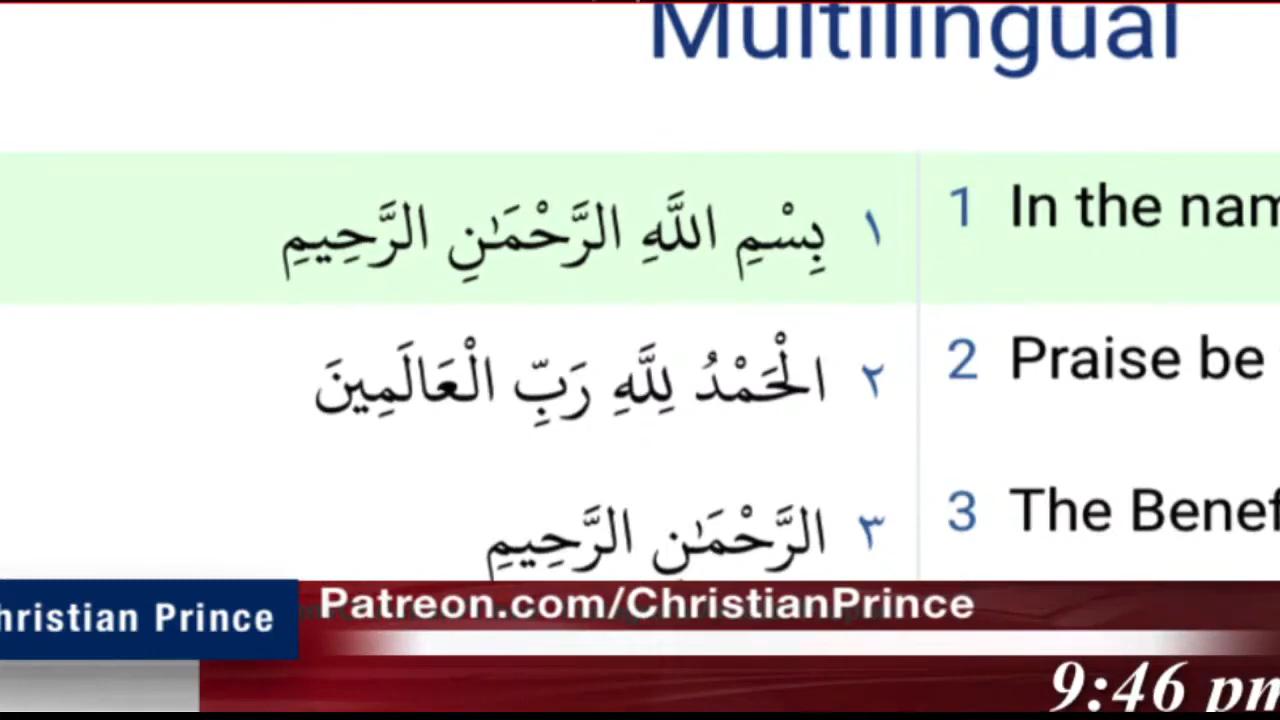 Multilingual
١ بِسْمِ اللَّهِ الرَّحْمَٰنِ الرَّحِيمِ
1 In the nam
٢ الْحَمْدُ لِلَّهِ رَبِّ الْعَالَمِينَ
2 Praise be
٣ الرَّحْمَٰنِ الرَّحِيمِ
3 The Benef
hristian Prince
Patreon.com/ChristianPrince
9:46 pm